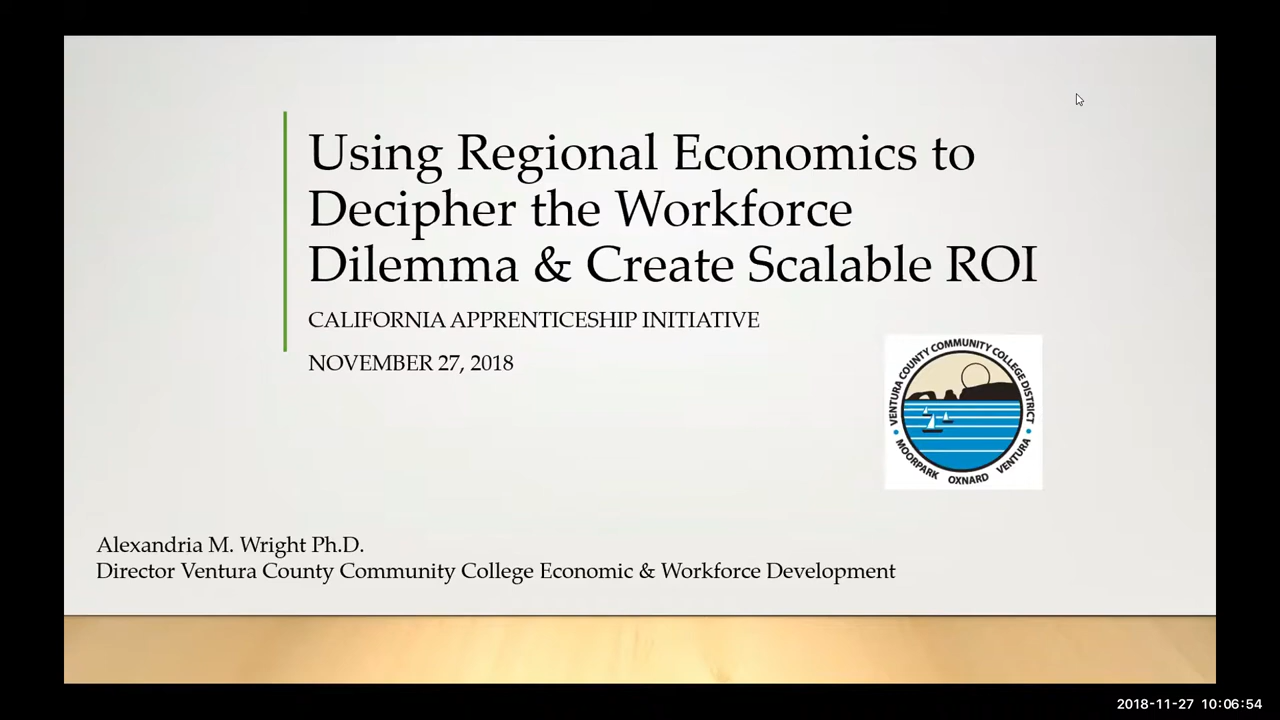 Using Regional Economics to
Decipher the Workforce
Dilemma & Create Scalable ROI
CALIFORNIA APPRENTICESHIP INITIATIVE
NOVEMBER 27, 2018
VENTURA COUNTY COMMUNITY COLLEGE DISTRICT
MOORPARK OXNARD VENTURA
Alexandria M. Wright Ph.D.
Director Ventura County Community College Economic & Workforce Development
2018-11-27 10:06:54